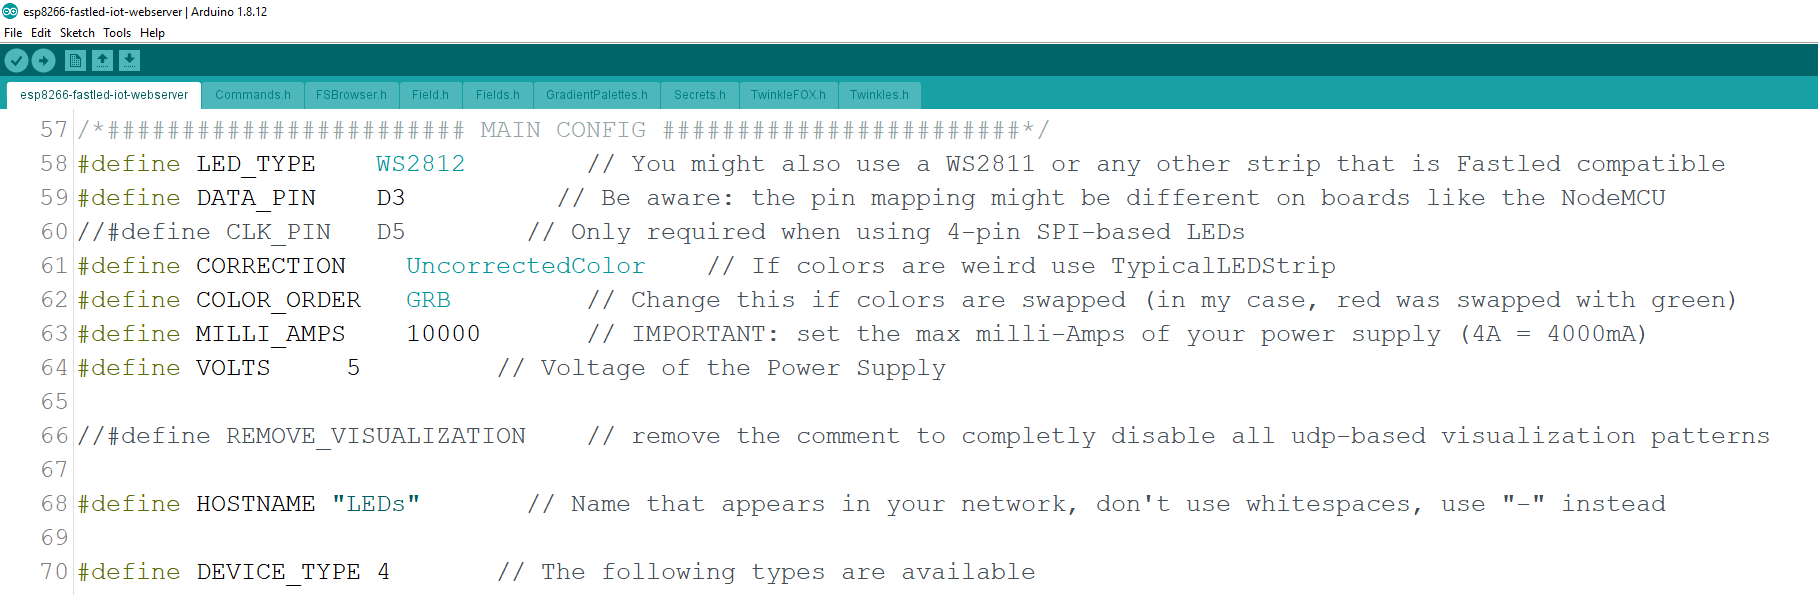 esp8266-fastled-iot-webserver | Arduino 1.8.12
File Edit Sketch Tools Help
esp8266-fastled-iot-webserver Commands.h FSBrowser.h Field.h Fields.h GradientPalettes.h Secrets.h TwinkleFOX.h Twinkles.h
57 /*######################## MAIN CONFIG ########################*/
58 #define LED_TYPE    WS2812        // You might also use a WS2811 or any other strip that is Fastled compatible
59 #define DATA_PIN    D3          // Be aware: the pin mapping might be different on boards like the NodeMCU
60 //#define CLK_PIN   D5        // Only required when using 4-pin SPI-based LEDs
61 #define CORRECTION    UncorrectedColor    // If colors are weird use TypicalLEDStrip
62 #define COLOR_ORDER   GRB         // Change this if colors are swapped (in my case, red was swapped with green)
63 #define MILLI_AMPS    10000       // IMPORTANT: set the max milli-Amps of your power supply (4A = 4000mA)
64 #define VOLTS     5         // Voltage of the Power Supply
65
66 //#define REMOVE_VISUALIZATION    // remove the comment to completly disable all udp-based visualization patterns
67
68 #define HOSTNAME "LEDs"       // Name that appears in your network, don't use whitespaces, use "-" instead
69
70 #define DEVICE_TYPE 4       // The following types are available